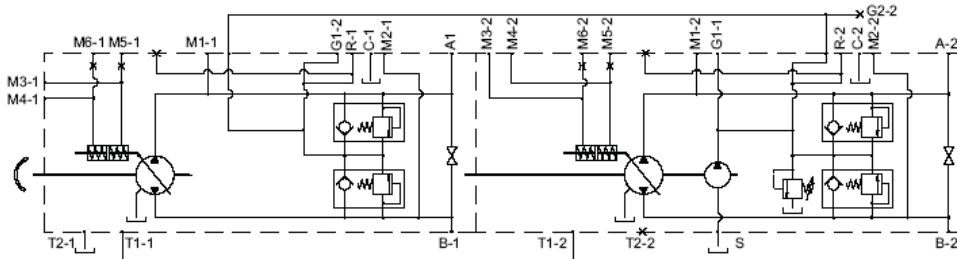 G2-2
M6-1 M5-1 M1-1 G1-2 R-1 C-1 M2-1 A1 M3-2 M4-2 M6-2 M5-2 M1-2 G1-1 R-2 C-2 M2-2 A-2
M3-1
M4-1
T2-1 T1-1 B-1 T1-2 T2-2 S B-2